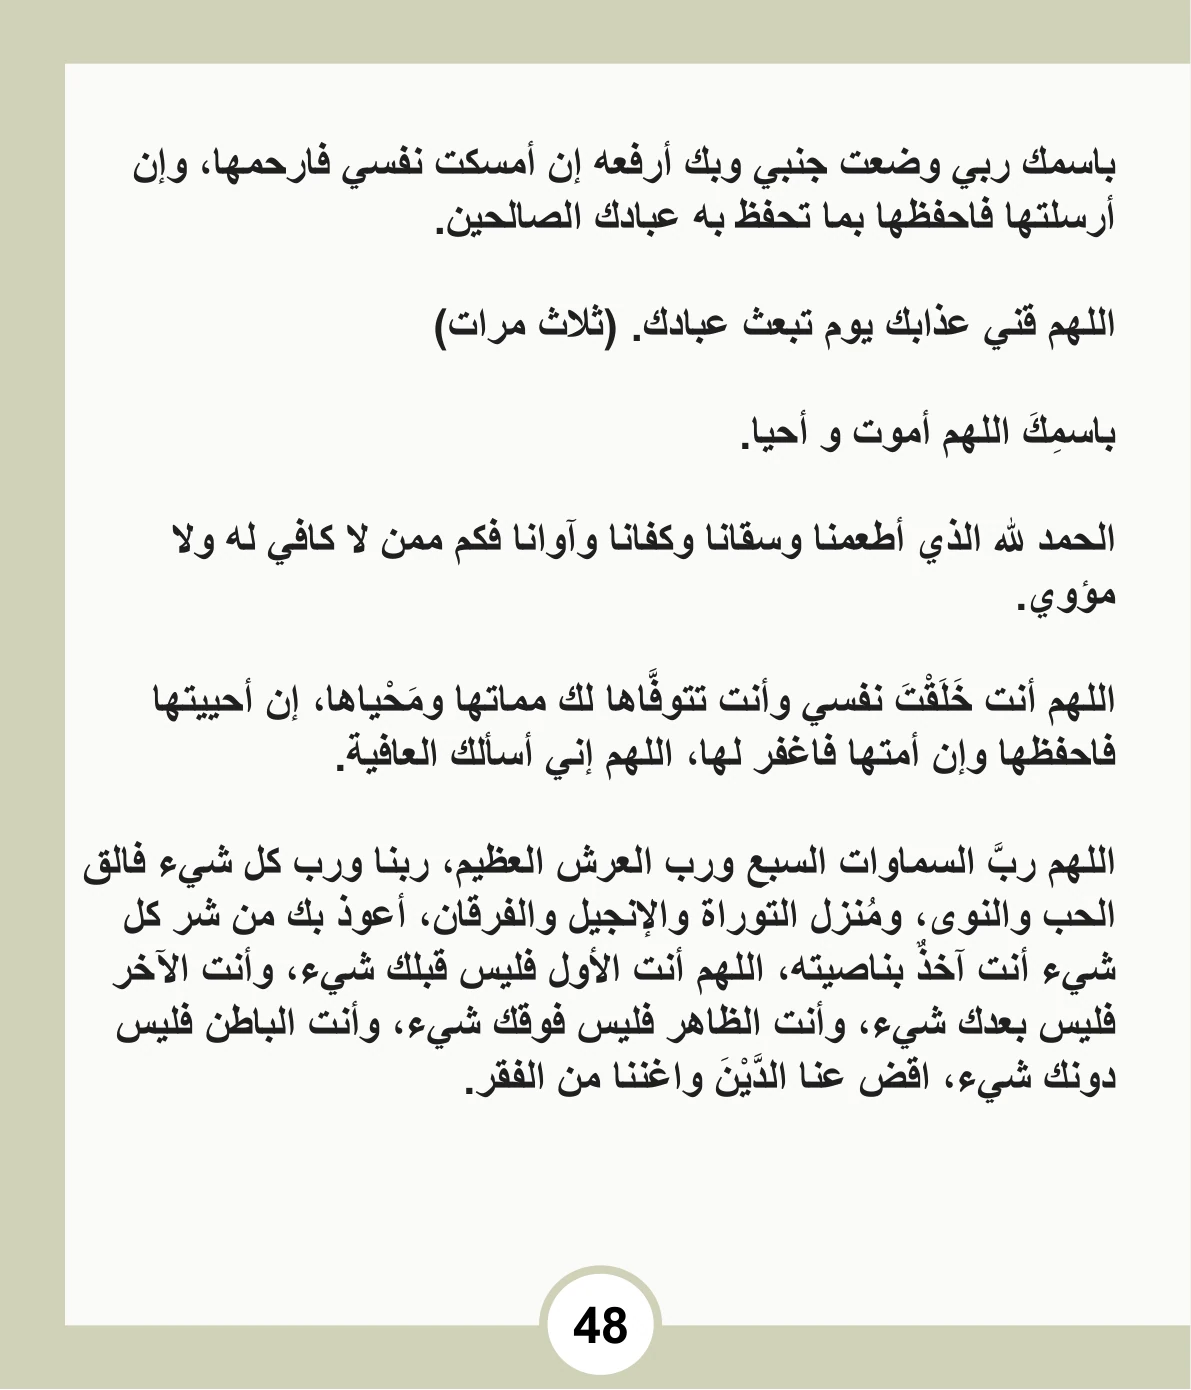 باسمك ربي وضعت جنبي وبك أرفعه إن أمسكت نفسي فارحمها، وإن
أرسلتها فاحفظها بما تحفظ به عبادك الصالحين.
اللهم قني عذابك يوم تبعث عبادك. (ثلاث مرات)
باسمِكَ اللهم أموت و أحيا.
الحمد لله الذي أطعمنا وسقانا وكفانا وآوانا فكم ممن لا كافي له ولا
مؤوي.
اللهم أنت خَلَقْتَ نفسي وأنت تتوفَّاها لك مماتها ومَحْياها، إن أحييتها
فاحفظها وإن أمتها فاغفر لها، اللهم إني أسألك العافية.
اللهم ربَّ السماوات السبع ورب العرش العظيم، ربنا ورب كل شيء فالق
الحب والنوى، ومُنزل التوراة والإنجيل والفرقان، أعوذ بك من شر كل
شيء أنت آخذٌ بناصيته، اللهم أنت الأول فليس قبلك شيء، وأنت الآخر
فليس بعدك شيء، وأنت الظاهر فليس فوقك شيء، وأنت الباطن فليس
دونك شيء، اقض عنا الدَّيْنَ واغننا من الفقر.
48